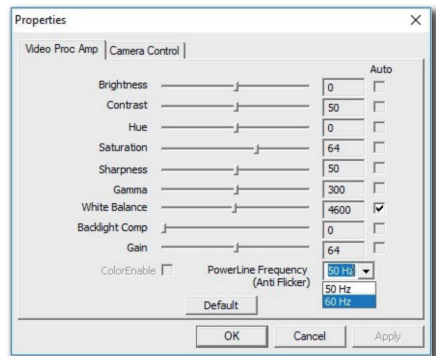 Properties
Video Proc Amp Camera Control
Auto
Brightness 0
Contrast 50
Hue 0
Saturation 64
Sharpness 50
Gamma 300
White Balance 4600
Backlight Comp 0
Gain 64
ColorEnable PowerLine Frequency 50 Hz
(Anti Flicker)
50 Hz
60 Hz
Default
OK Cancel Apply